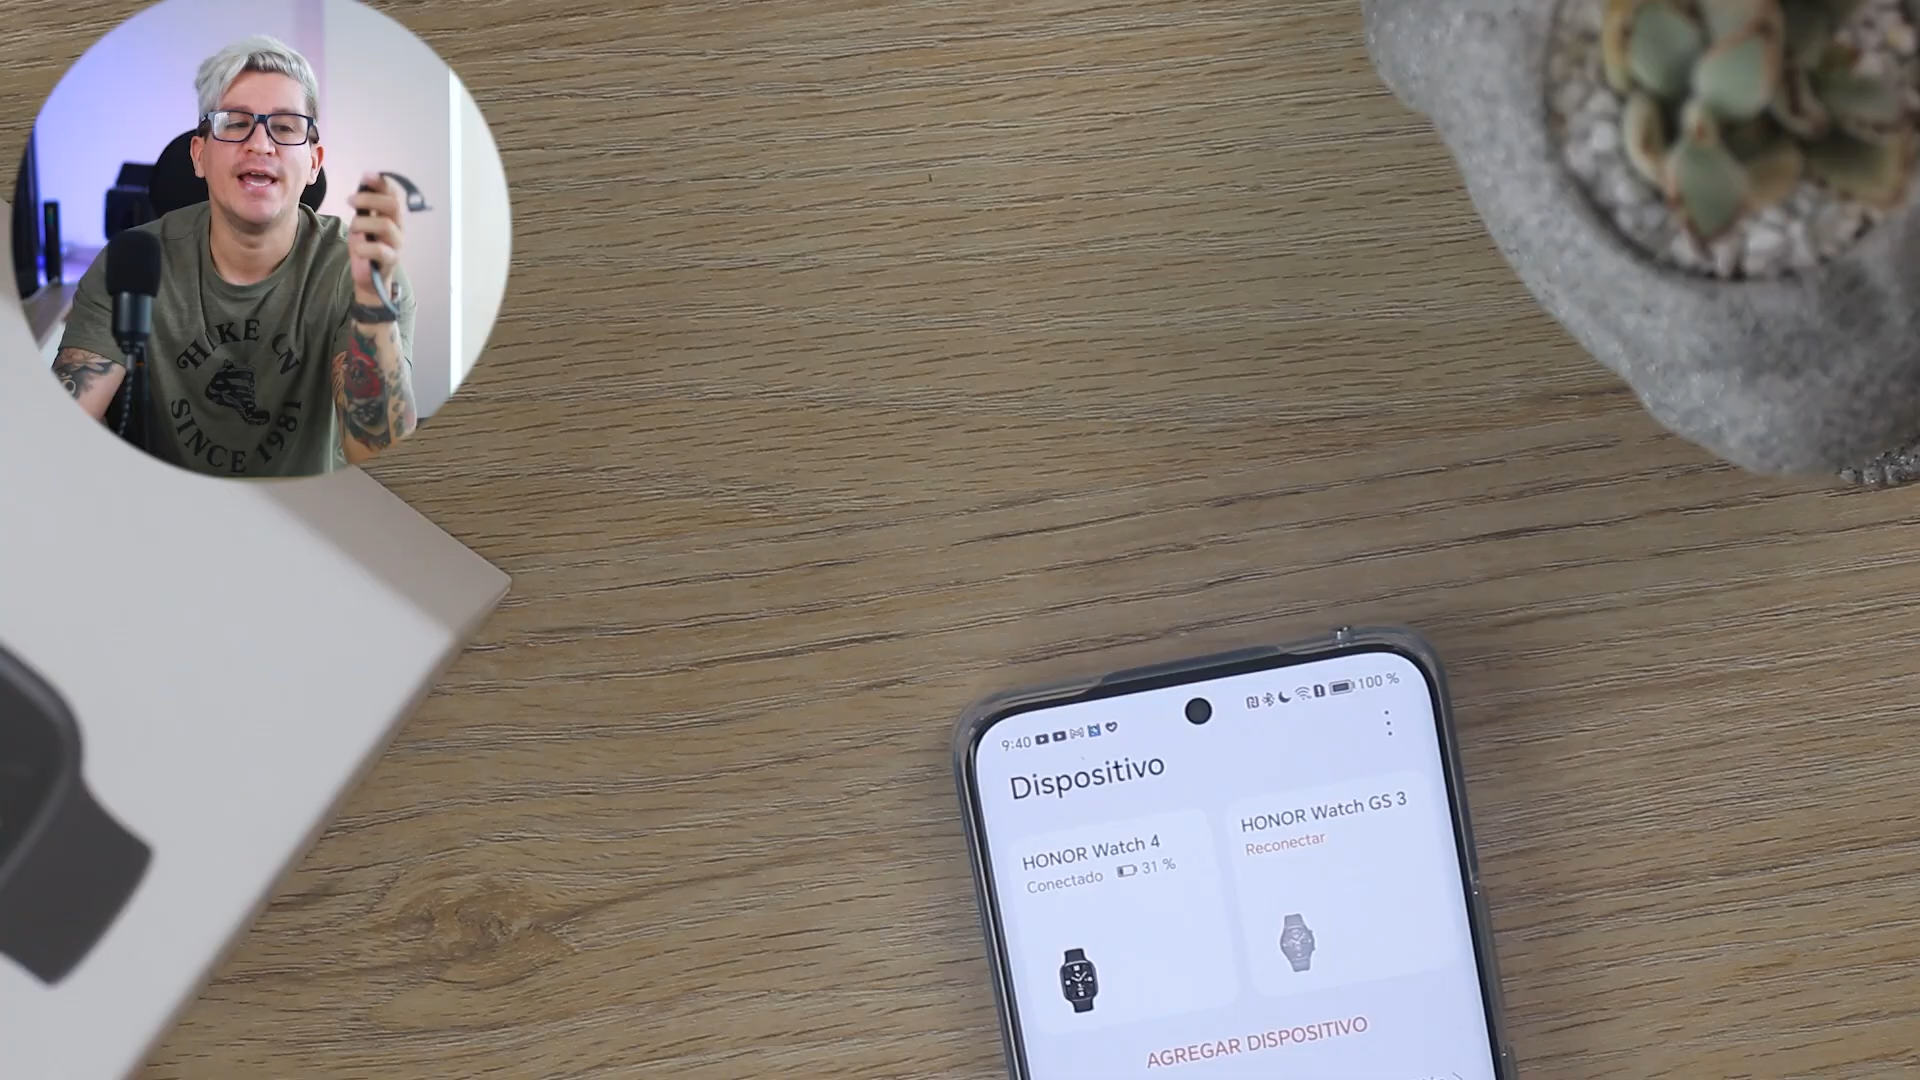 HIKE ON
SINCE 1981
9:40
100 %
Dispositivo
HONOR Watch 4
Conectado 31 %
HONOR Watch GS 3
Reconectar
AGREGAR DISPOSITIVO